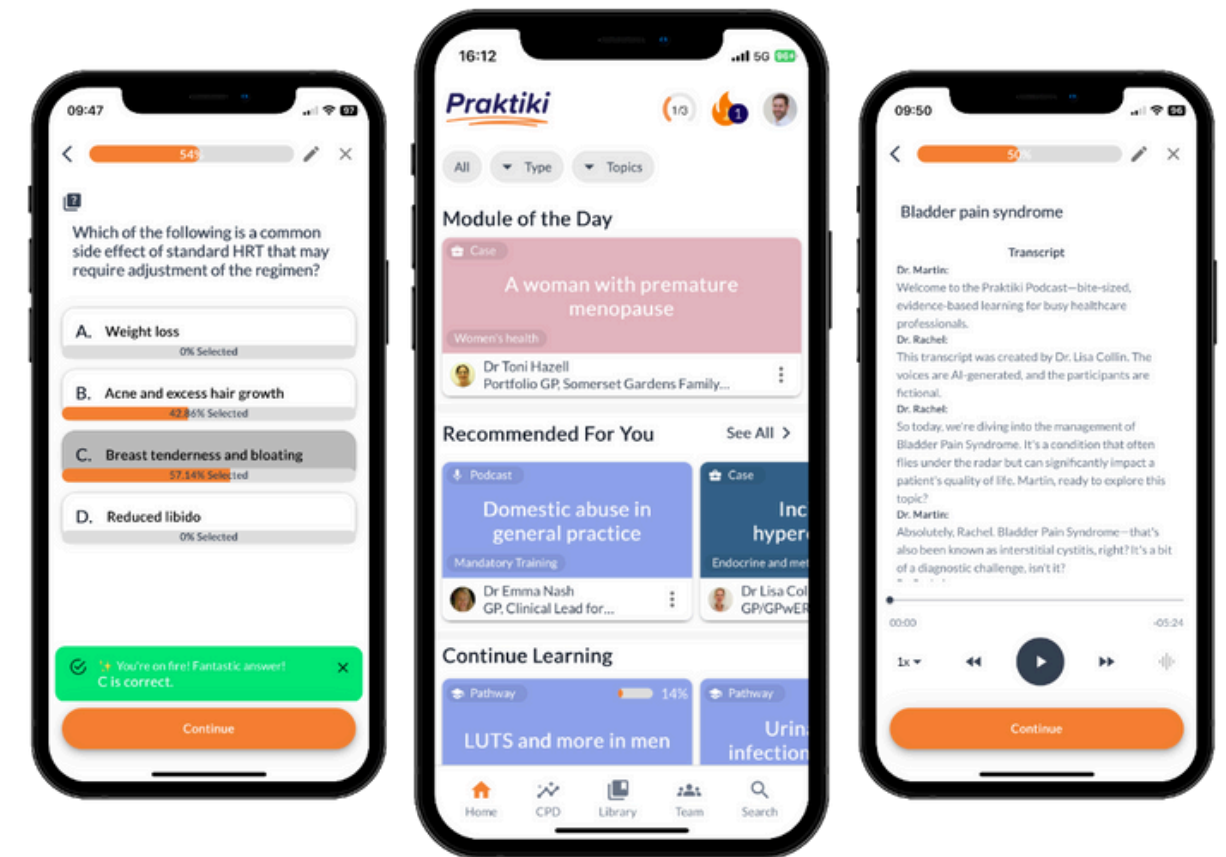 09:47
97
54%
Which of the following is a common
side effect of standard HRT that may
require adjustment of the regimen?
A. Weight loss
0% Selected
B. Acne and excess hair growth
42.86% Selected
C. Breast tenderness and bloating
57.14% Selected
D. Reduced libido
0% Selected
✨ You're on fire! Fantastic answer!
C is correct.
Continue
16:12
5G
Praktiki
1/3
1
All
Type
Topics
Module of the Day
Case
A woman with premature
menopause
Women's health
Dr Toni Hazell
Portfolio GP, Somerset Gardens Family...
Recommended For You
See All >
Podcast
Domestic abuse in
general practice
Mandatory Training
Dr Emma Nash
GP, Clinical Lead for...
Case
Inc
hyper
Endocrine and met
Dr Lisa Col
GP/GPwER
Continue Learning
Pathway
14%
LUTS and more in men
Pathway
Urin
infection
Home
CPD
Library
Team
Search
09:50
96
50%
Bladder pain syndrome
Transcript
Dr. Martin:
Welcome to the Praktiki Podcast—bite-sized,
evidence-based learning for busy healthcare
professionals.
Dr. Rachel:
This transcript was created by Dr. Lisa Collin. The
voices are AI-generated, and the participants are
fictional.
Dr. Rachel:
So today, we're diving into the management of
Bladder Pain Syndrome. It's a condition that often
flies under the radar but can significantly impact a
patient's quality of life. Martin, ready to explore this
topic?
Dr. Martin:
Absolutely, Rachel. Bladder Pain Syndrome—that's
also been known as interstitial cystitis, right? It's a bit
of a diagnostic challenge, isn't it?
00:00
-05:24
1x
Continue